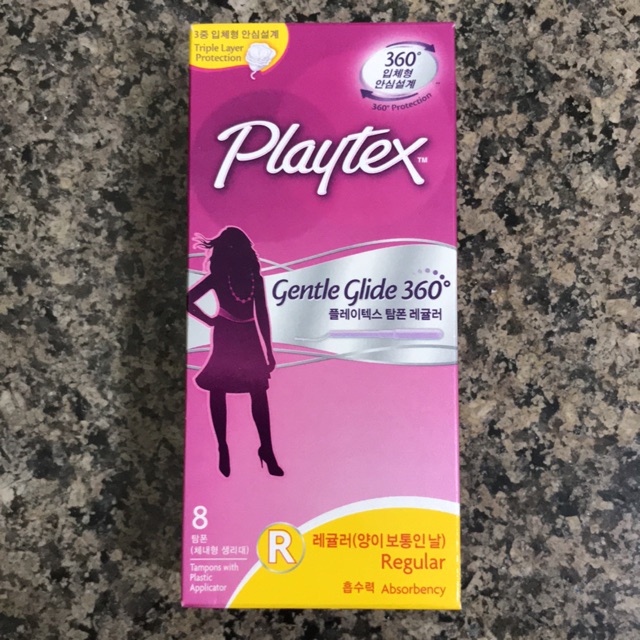 3중 입체형 안심설계
Triple Layer
Protection
360°
입체형
안심설계
360° Protection
Playtex™
Gentle Glide 360°
플레이텍스 탐폰 레귤러
8
탐폰
(체내형 생리대)
Tampons with
Plastic
Applicator
R
레귤러(양이 보통인 날)
Regular
흡수력 Absorbency